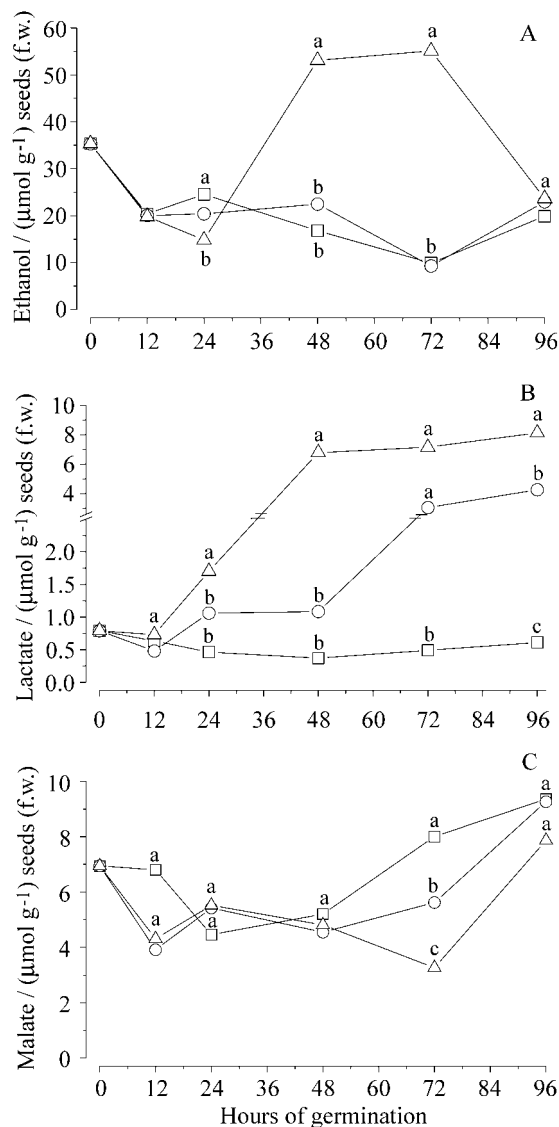 A
Ethanol / (μmol g⁻¹) seeds (f.w.)
60
50
40
30
20
10
0
a
a
a
a
b
b
b
b
0 12 24 36 48 60 72 84 96
B
Lactate / (μmol g⁻¹) seeds (f.w.)
10
8
6
4
2.0
1.5
1.0
0.5
0.0
a
a
a
a
a
a
b
b
b
b
b
b
c
0 12 24 36 48 60 72 84 96
C
Malate / (μmol g⁻¹) seeds (f.w.)
10
8
6
4
2
0
a
a
a
a
a
a
a
a
b
c
0 12 24 36 48 60 72 84 96
Hours of germination